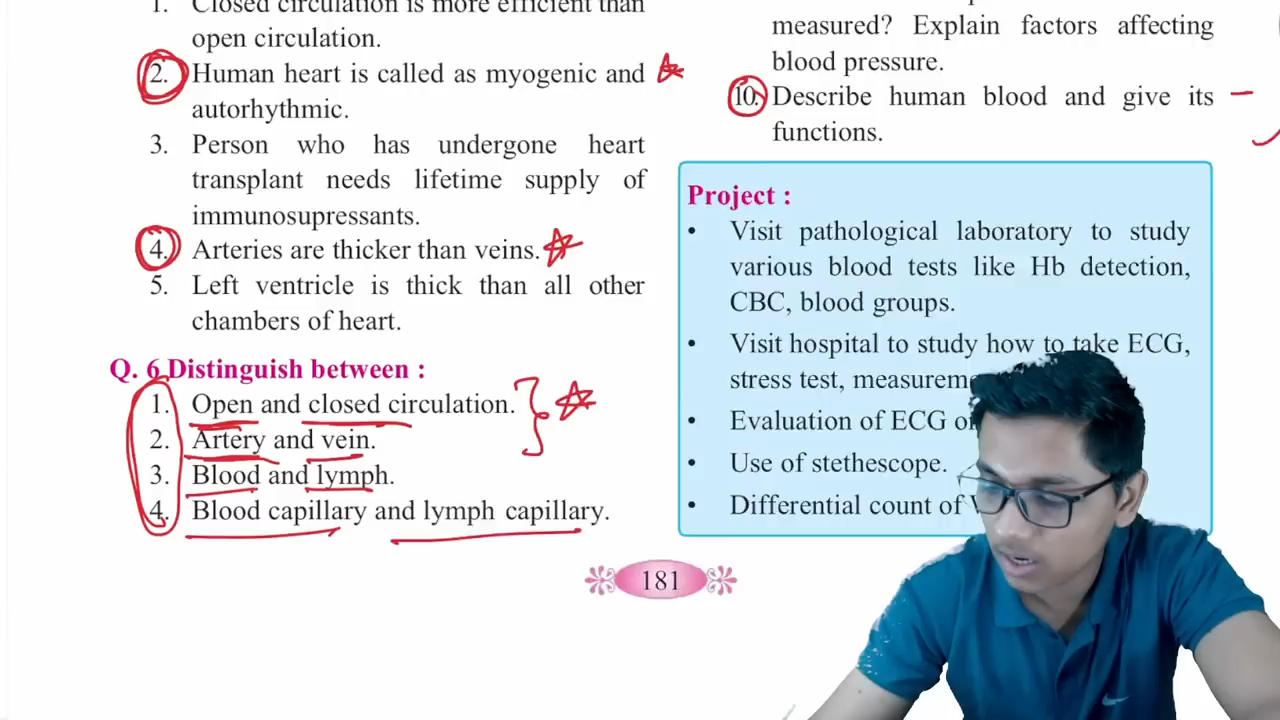 1. Closed circulation is more efficient than
open circulation.
2. Human heart is called as myogenic and
autorhythmic.
3. Person who has undergone heart
transplant needs lifetime supply of
immunosupressants.
4. Arteries are thicker than veins.
5. Left ventricle is thick than all other
chambers of heart.
Q. 6 Distinguish between :
1. Open and closed circulation.
2. Artery and vein.
3. Blood and lymph.
4. Blood capillary and lymph capillary.
measured? Explain factors affecting
blood pressure.
10. Describe human blood and give its
functions.
Project :
• Visit pathological laboratory to study
various blood tests like Hb detection,
CBC, blood groups.
• Visit hospital to study how to take ECG,
stress test,
• Evaluation of ECG
• Use of stethescope.
• Differential count of
181